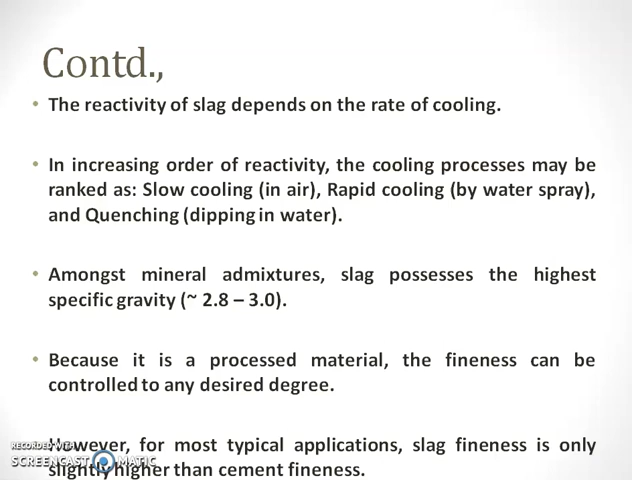 Contd.,
• The reactivity of slag depends on the rate of cooling.
• In increasing order of reactivity, the cooling processes may be
ranked as: Slow cooling (in air), Rapid cooling (by water spray),
and Quenching (dipping in water).
• Amongst mineral admixtures, slag possesses the highest
specific gravity (~ 2.8 – 3.0).
• Because it is a processed material, the fineness can be
controlled to any desired degree.
However, for most typical applications, slag fineness is only
slightly higher than cement fineness.
RECORDED WITH
SCREENCAST MATIC